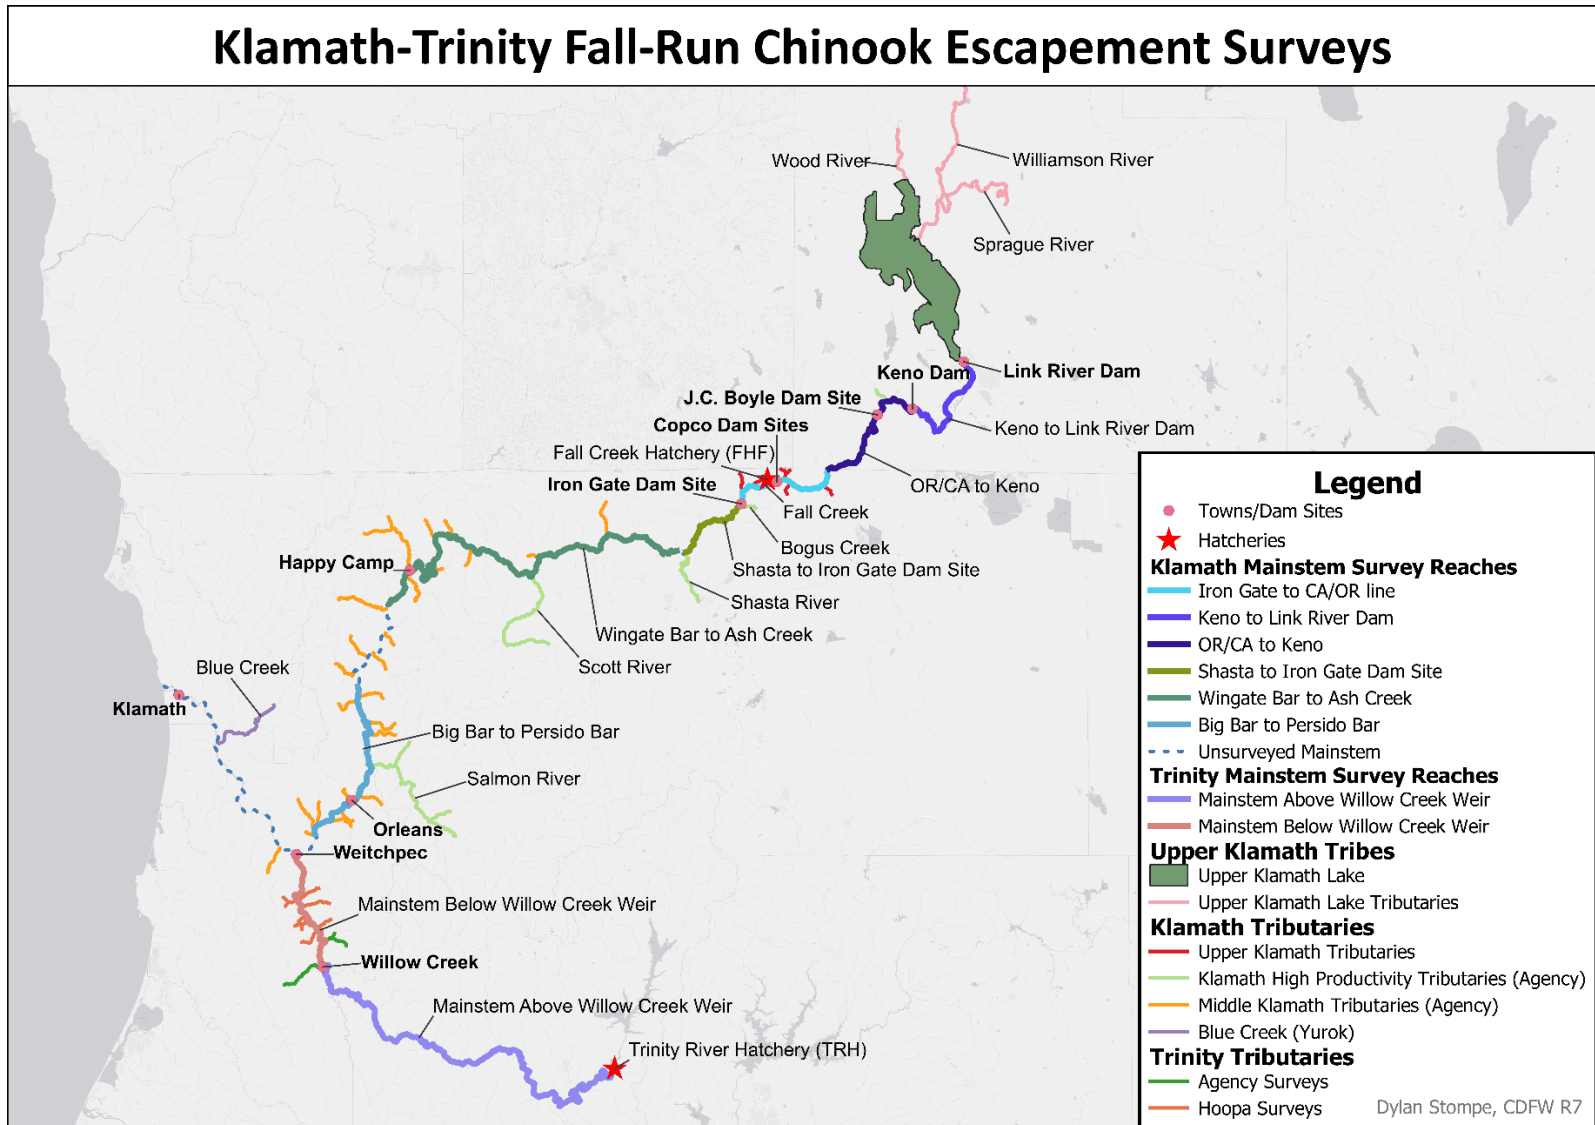 Klamath-Trinity Fall-Run Chinook Escapement Surveys
Wood River
Williamson River
Sprague River
Keno Dam
Link River Dam
J.C. Boyle Dam Site
Copco Dam Sites
Keno to Link River Dam
Fall Creek Hatchery (FHF)
Iron Gate Dam Site
OR/CA to Keno
Fall Creek
Bogus Creek
Happy Camp
Shasta to Iron Gate Dam Site
Shasta River
Wingate Bar to Ash Creek
Scott River
Blue Creek
Klamath
Big Bar to Persido Bar
Salmon River
Orleans
Weitchpec
Mainstem Below Willow Creek Weir
Willow Creek
Mainstem Above Willow Creek Weir
Trinity River Hatchery (TRH)
Legend
Towns/Dam Sites
Hatcheries
Klamath Mainstem Survey Reaches
Iron Gate to CA/OR line
Keno to Link River Dam
OR/CA to Keno
Shasta to Iron Gate Dam Site
Wingate Bar to Ash Creek
Big Bar to Persido Bar
Unsurveyed Mainstem
Trinity Mainstem Survey Reaches
Mainstem Above Willow Creek Weir
Mainstem Below Willow Creek Weir
Upper Klamath Tribes
Upper Klamath Lake
Upper Klamath Lake Tributaries
Klamath Tributaries
Upper Klamath Tributaries
Klamath High Productivity Tributaries (Agency)
Middle Klamath Tributaries (Agency)
Blue Creek (Yurok)
Trinity Tributaries
Agency Surveys
Hoopa Surveys
Dylan Stompe, CDFW R7